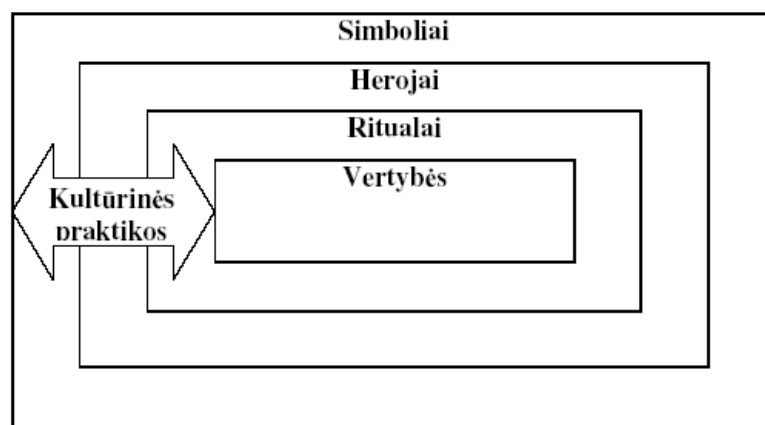 Simboliai
Herojai
Ritualai
Vertybės
Kultūrinės
praktikos